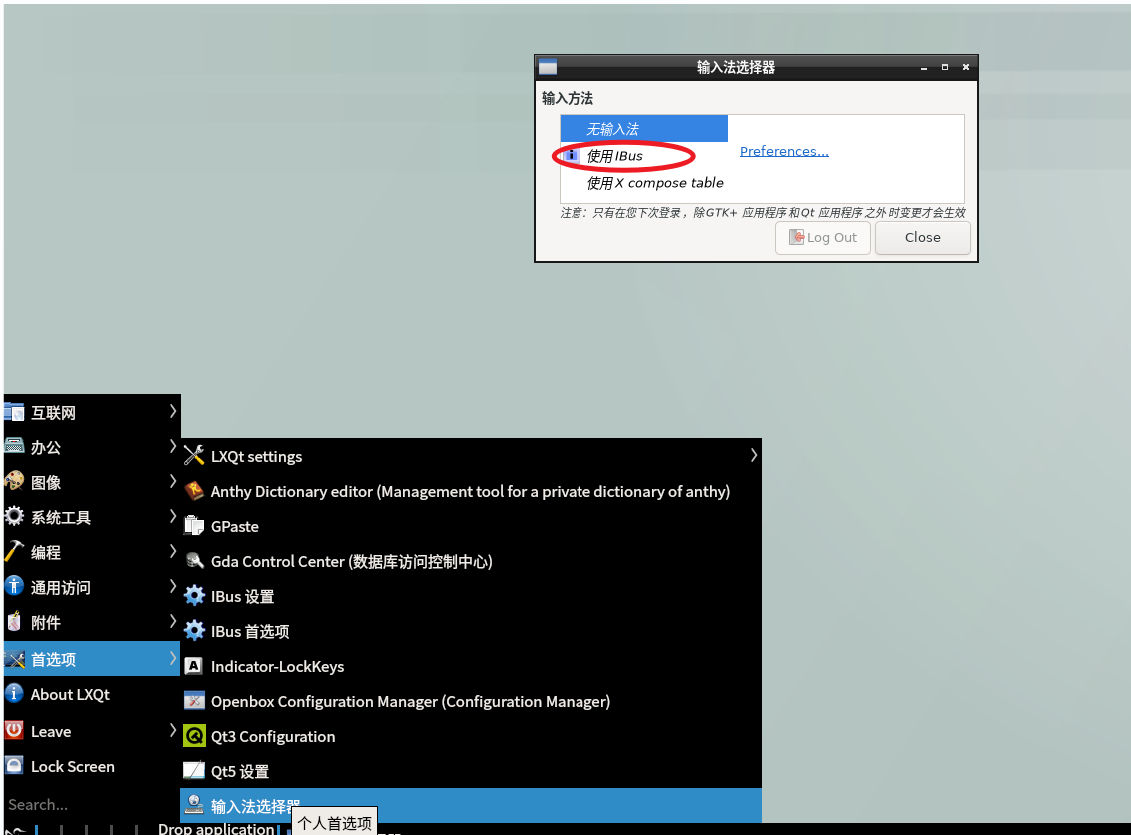 输入法选择器
输入方法
无输入法
使用IBus
Preferences...
使用X compose table
注意：只有在您下次登录，除GTK+ 应用程序和Qt 应用程序之外时变更才会生效
Log Out
Close
互联网
办公
图像
系统工具
编程
通用访问
附件
首选项
About LXQt
Leave
Lock Screen
Search...
LXQt settings
Anthy Dictionary editor (Management tool for a private dictionary of anthy)
GPaste
Gda Control Center (数据库访问控制中心)
IBus 设置
IBus 首选项
Indicator-LockKeys
Openbox Configuration Manager (Configuration Manager)
Qt3 Configuration
Qt5 设置
输入法选择器
个人首选项
Drop application